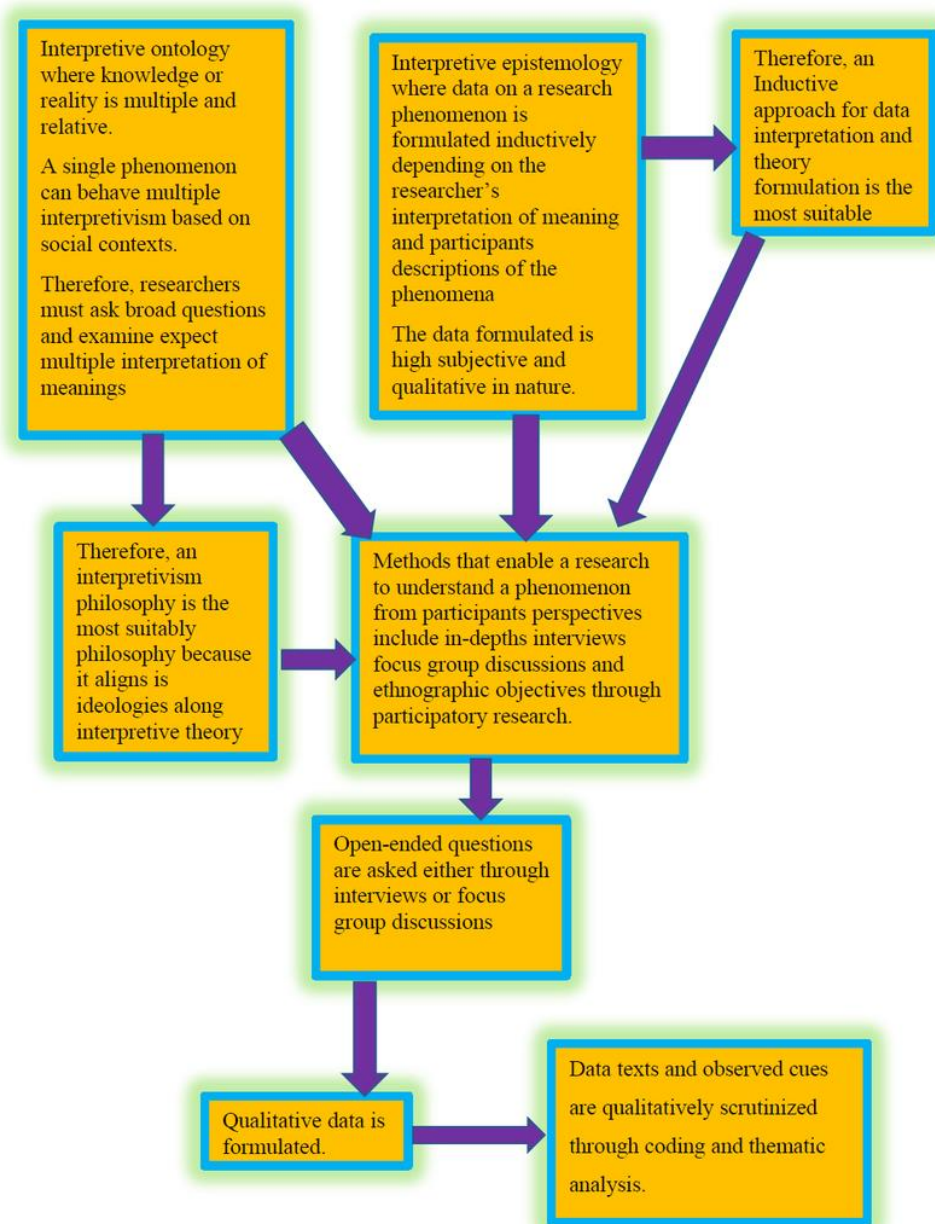 Interpretive ontology
where knowledge or
reality is multiple and
relative.
A single phenomenon
can behave multiple
interpretivism based on
social contexts.
Therefore, researchers
must ask broad questions
and examine expect
multiple interpretation of
meanings
Interpretive epistemology
where data on a research
phenomenon is
formulated inductively
depending on the
researcher’s
interpretation of meaning
and participants
descriptions of the
phenomena
The data formulated is
high subjective and
qualitative in nature.
Therefore, an
Inductive
approach for data
interpretation and
theory
formulation is the
most suitable
Therefore, an
interpretivism
philosophy is the
most suitably
philosophy because
it aligns is
ideologies along
interpretive theory
Methods that enable a research
to understand a phenomenon
from participants perspectives
include in-depths interviews
focus group discussions and
ethnographic objectives through
participatory research.
Open-ended questions
are asked either through
interviews or focus
group discussions
Qualitative data is
formulated.
Data texts and observed cues
are qualitatively scrutinized
through coding and thematic
analysis.